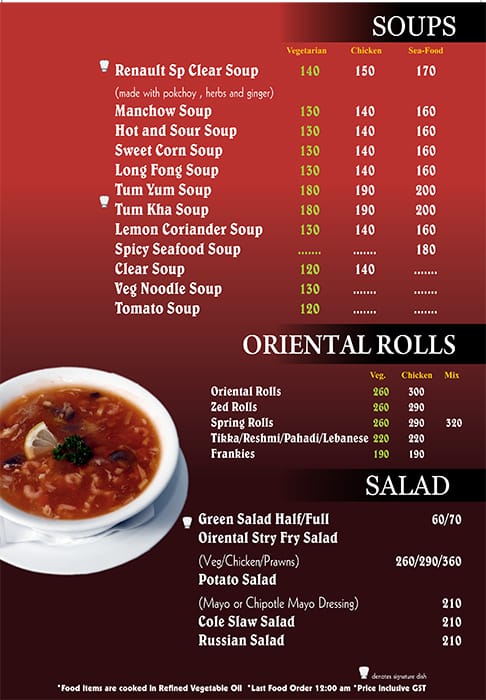 SOUPS
Vegetarian Chicken Sea-Food
Renault Sp Clear Soup 140 150 170
(made with pokchoy , herbs and ginger)
Manchow Soup 130 140 160
Hot and Sour Soup 130 140 160
Sweet Corn Soup 130 140 160
Long Fong Soup 130 140 160
Tum Yum Soup 180 190 200
Tum Kha Soup 180 190 200
Lemon Coriander Soup 130 140 160
Spicy Seafood Soup ....... ....... 180
Clear Soup 120 140 .......
Veg Noodle Soup 130 ....... .......
Tomato Soup 120 ....... .......
ORIENTAL ROLLS
Veg. Chicken Mix
Oriental Rolls 260 300
Zed Rolls 260 290
Spring Rolls 260 290 320
Tikka/Reshmi/Pahadi/Lebanese 220 220
Frankies 190 190
SALAD
Green Salad Half/Full 60/70
Oirental Stry Fry Salad
(Veg/Chicken/Prawns) 260/290/360
Potato Salad
(Mayo or Chipotle Mayo Dressing) 210
Cole Slaw Salad 210
Russian Salad 210
denotes signature dish
*Food Items are cooked in Refined Vegetable Oil *Last Food Order 12:00 am *Price Inclusive GST